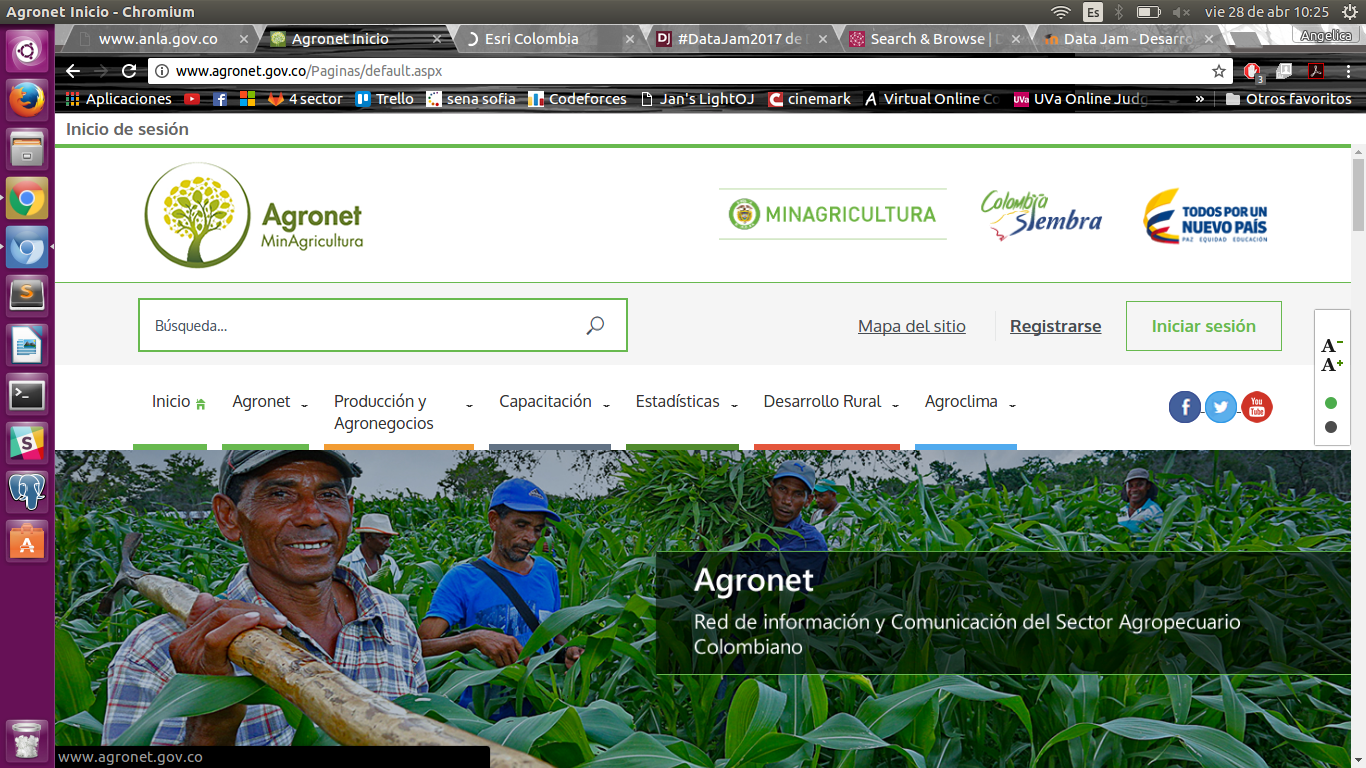 Agronet Inicio - Chromium
Es
vie 28 de abr 10:25
www.anla.gov.co
Agronet Inicio
Esri Colombia
#DataJam2017 de D
Search & Browse | D
Data Jam - Desarro
Angelica
www.agronet.gov.co/Paginas/default.aspx
3
Aplicaciones
4 sector
Trello
sena sofia
Codeforces
Jan's LightOJ
cinemark
Virtual Online Co
UVa Online Judg
»
Otros favoritos
Inicio de sesión
Agronet
MinAgricultura
MINAGRICULTURA
Colombia
Siembra
TODOS POR UN
NUEVO PAÍS
PAZ EQUIDAD EDUCACIÓN
Búsqueda...
Mapa del sitio
Registrarse
Iniciar sesión
A-
A+
Inicio
Agronet
Producción y
Agronegocios
Capacitación
Estadísticas
Desarrollo Rural
Agroclima
You
Tube
Agronet
Red de información y Comunicación del Sector Agropecuario
Colombiano
www.agronet.gov.co